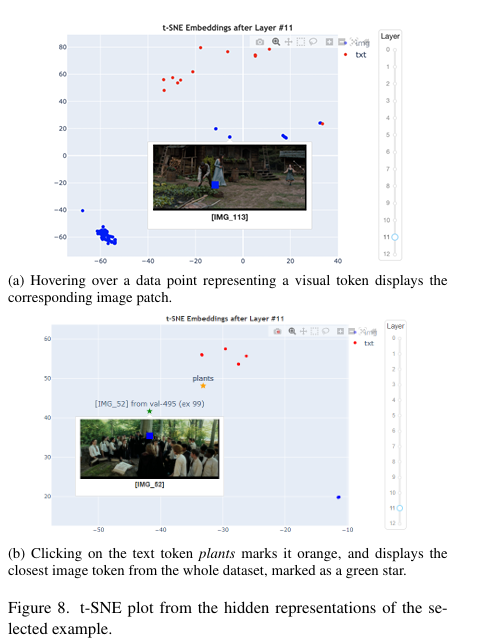 t-SNE Embeddings after Layer #11
img
txt
Layer
0
1
2
3
4
5
6
7
8
9
10
11
12
80
60
40
20
0
−20
−40
−60
[IMG_113]
−60
−40
−20
0
20
40
(a) Hovering over a data point representing a visual token displays the
corresponding image patch.
t-SNE Embeddings after Layer #11
img
txt
Layer
0
1
2
3
4
5
6
7
8
9
10
11
12
60
50
40
30
20
plants
[IMG_52] from val-495 (ex 99)
[IMG_52]
−50
−40
−30
−20
−10
(b) Clicking on the text token plants marks it orange, and displays the
closest image token from the whole dataset, marked as a green star.
Figure 8. t-SNE plot from the hidden representations of the se-
lected example.